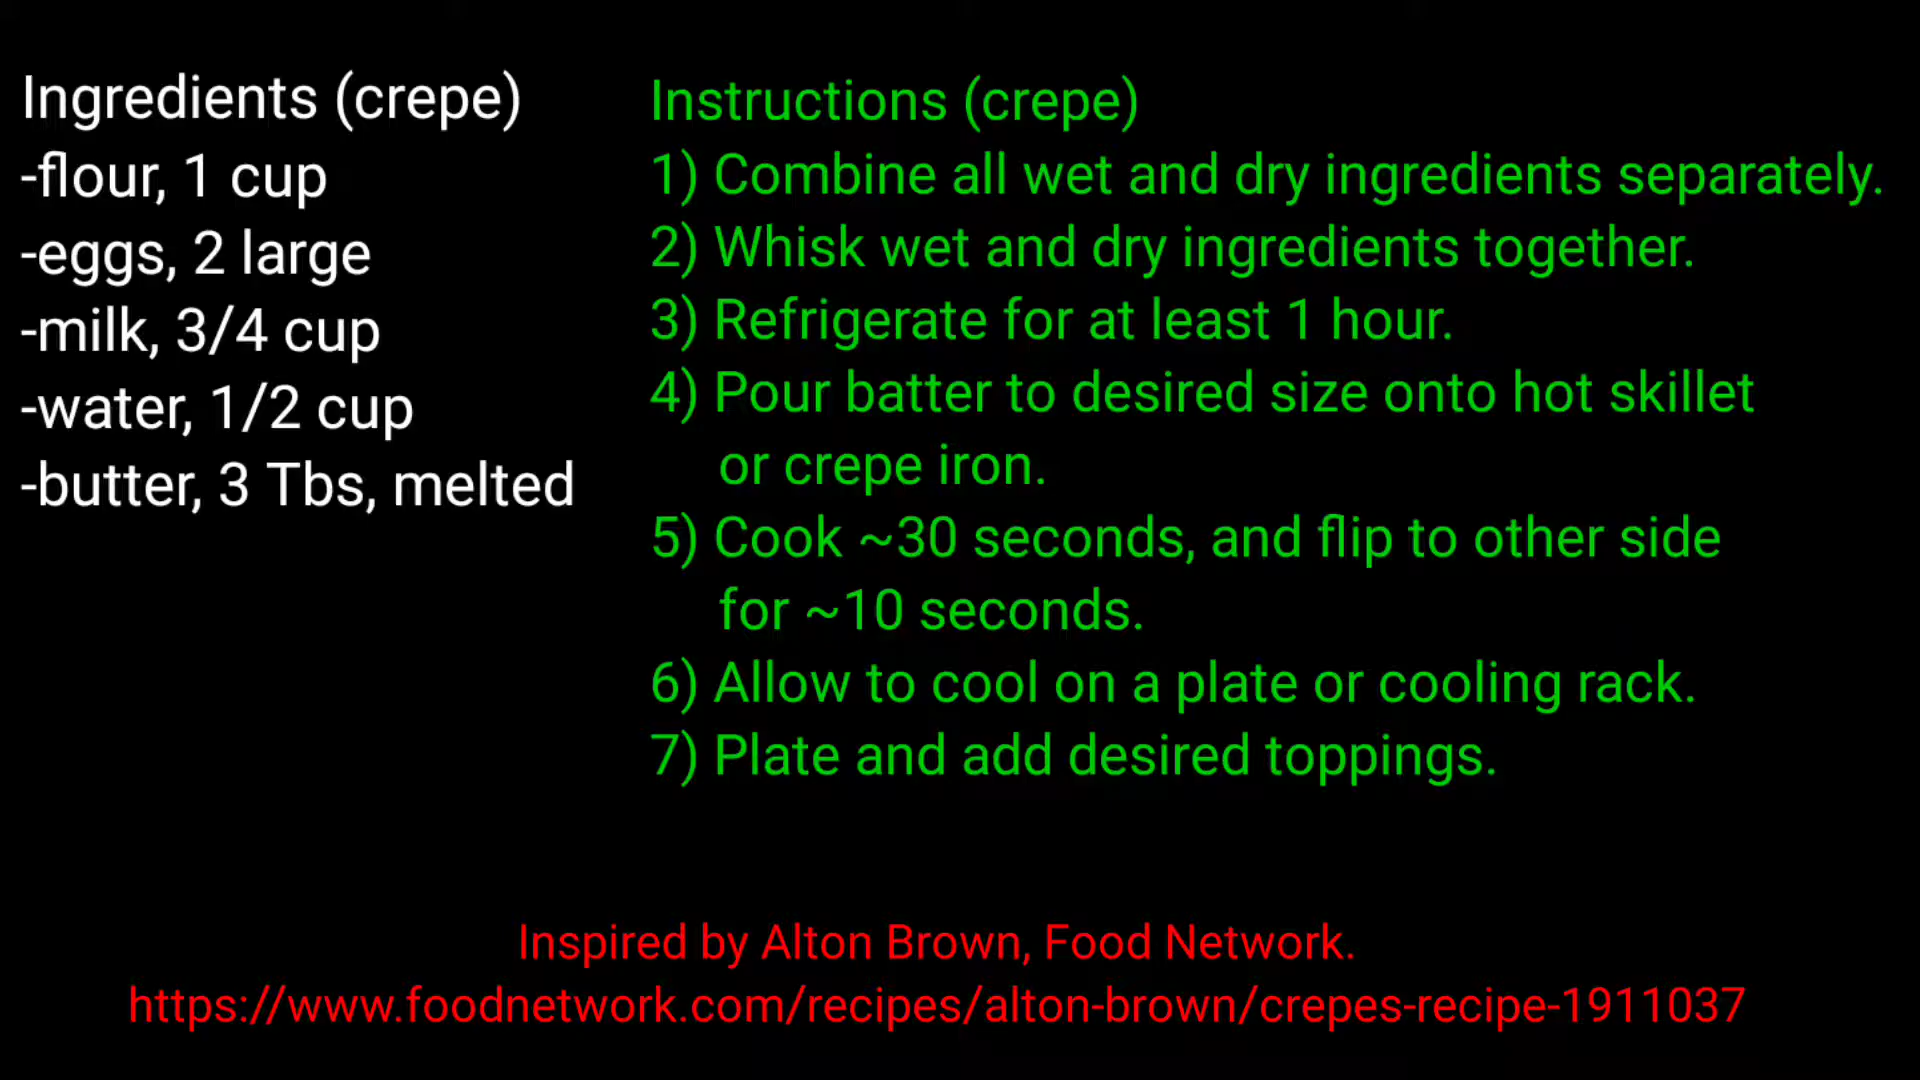 Ingredients (crepe)
-flour, 1 cup
-eggs, 2 large
-milk, 3/4 cup
-water, 1/2 cup
-butter, 3 Tbs, melted
Instructions (crepe)
1) Combine all wet and dry ingredients separately.
2) Whisk wet and dry ingredients together.
3) Refrigerate for at least 1 hour.
4) Pour batter to desired size onto hot skillet
or crepe iron.
5) Cook ~30 seconds, and flip to other side
for ~10 seconds.
6) Allow to cool on a plate or cooling rack.
7) Plate and add desired toppings.
Inspired by Alton Brown, Food Network.
https://www.foodnetwork.com/recipes/alton-brown/crepes-recipe-1911037